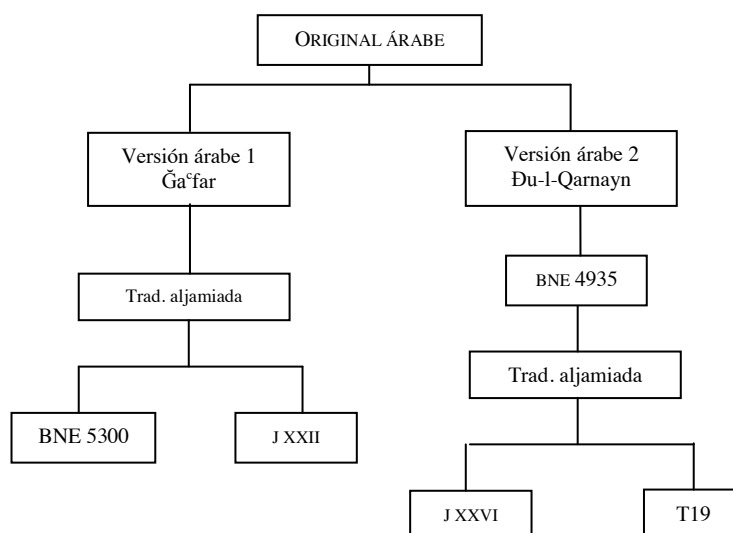 ORIGINAL ÁRABE
Versión árabe 1
Ğaᶜfar
Versión árabe 2
Đu-l-Qarnayn
BNE 4935
Trad. aljamiada
Trad. aljamiada
BNE 5300
J XXII
J XXVI
T19